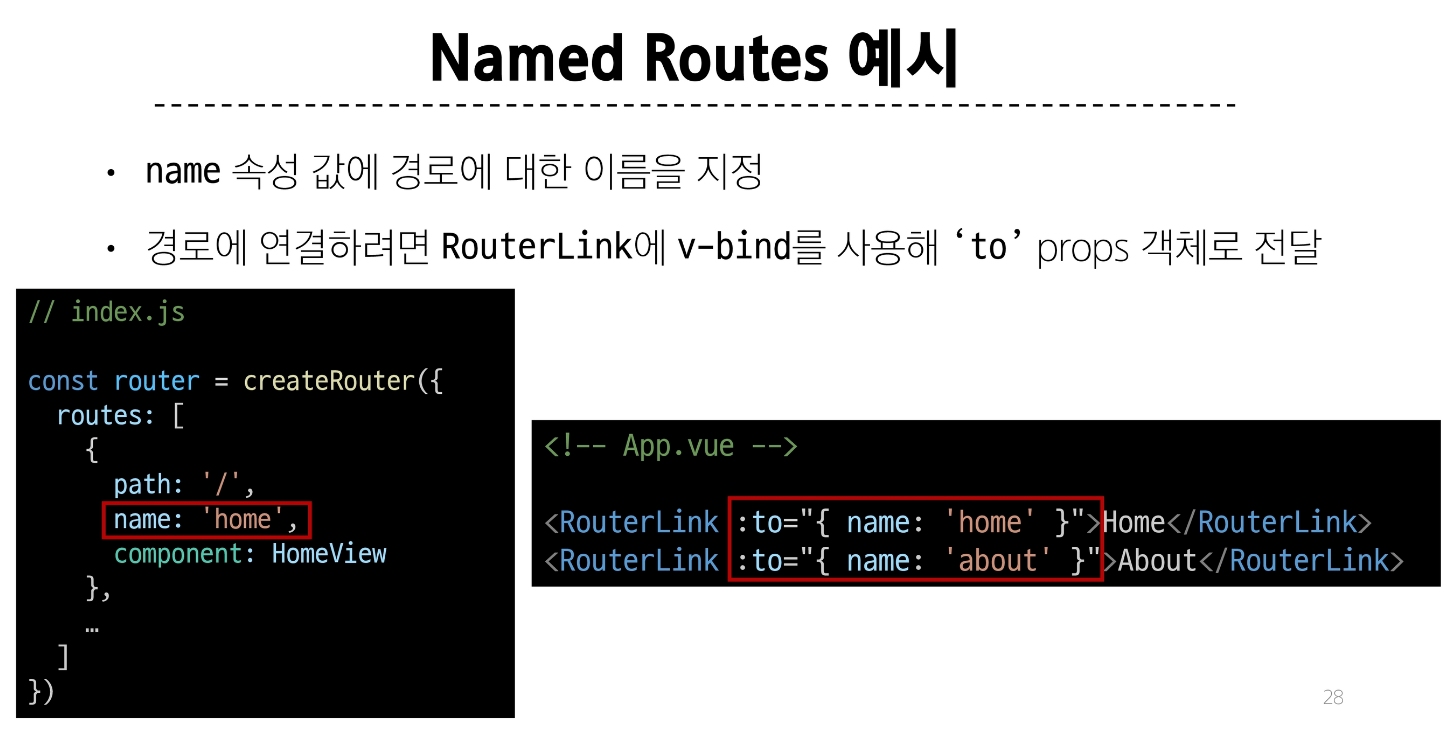 Named Routes 예시
• name 속성 값에 경로에 대한 이름을 지정
• 경로에 연결하려면 RouterLink에 v-bind를 사용해 ‘to’ props 객체로 전달
// index.js
const router = createRouter({
  routes: [
    {
      path: '/',
      name: 'home',
      component: HomeView
    },
    …
  ]
})
<!-- App.vue -->
<RouterLink :to="{ name: 'home' }">Home</RouterLink>
<RouterLink :to="{ name: 'about' }">About</RouterLink>
28